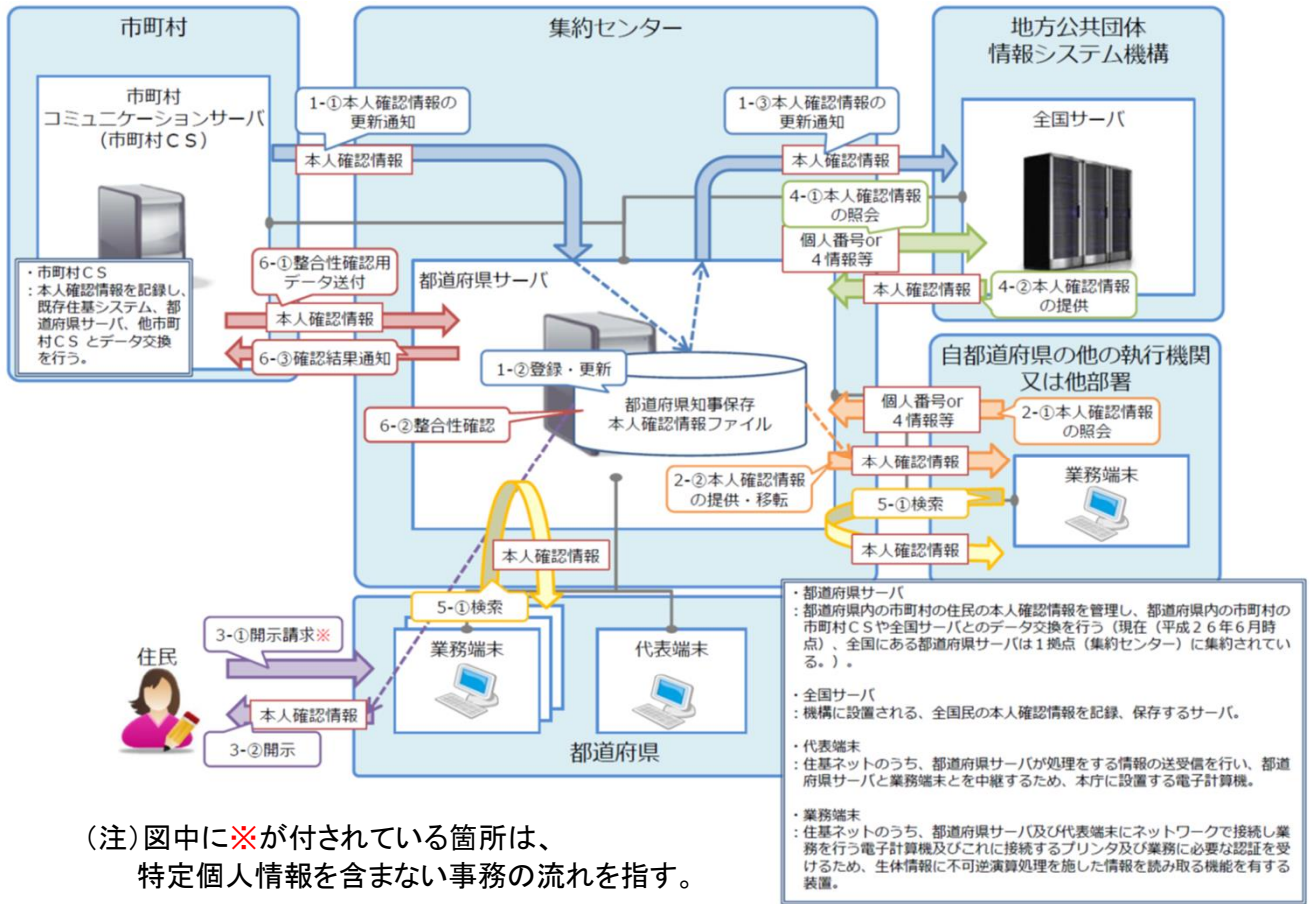 市町村
市町村
コミュニケーションサーバ
(市町村CS)
・市町村CS
：本人確認情報を記録し、
既存住基システム、都
道府県サーバ、他市町
村CS とデータ交換
を行う。
集約センター
1-①本人確認情報の
更新通知
本人確認情報
1-③本人確認情報の
更新通知
本人確認情報
地方公共団体
情報システム機構
全国サーバ
4-①本人確認情報
の照会
個人番号or
４情報等
本人確認情報
4-②本人確認情報
の提供
6-①整合性確認用
データ送付
本人確認情報
6-③確認結果通知
都道府県サーバ
1-②登録・更新
6-②整合性確認
都道府県知事保存
本人確認情報ファイル
自都道府県の他の執行機関
又は他部署
個人番号or
４情報等
2-①本人確認情報
の照会
本人確認情報
2-②本人確認情報
の提供・移転
業務端末
5-①検索
本人確認情報
本人確認情報
5-①検索
業務端末
代表端末
都道府県
住民
3-①開示請求※
本人確認情報
3-②開示
・都道府県サーバ
：都道府県内の市町村の住民の本人確認情報を管理し、都道府県内の市町村の
市町村CSや全国サーバとのデータ交換を行う（現在（平成２６年６月時
点）、全国にある都道府県サーバは１拠点（集約センター）に集約されてい
る。）。
・全国サーバ
：機構に設置される、全国民の本人確認情報を記録、保存するサーバ。
・代表端末
：住基ネットのうち、都道府県サーバが処理をする情報の送受信を行い、都道
府県サーバと業務端末とを中継するため、本庁に設置する電子計算機。
・業務端末
：住基ネットのうち、都道府県サーバ及び代表端末にネットワークで接続し業
務を行う電子計算機及びこれに接続するプリンタ及び業務に必要な認証を受
けるため、生体情報に不可逆演算処理を施した情報を読み取る機能を有する
装置。
（注）図中に※が付されている箇所は、
特定個人情報を含まない事務の流れを指す。